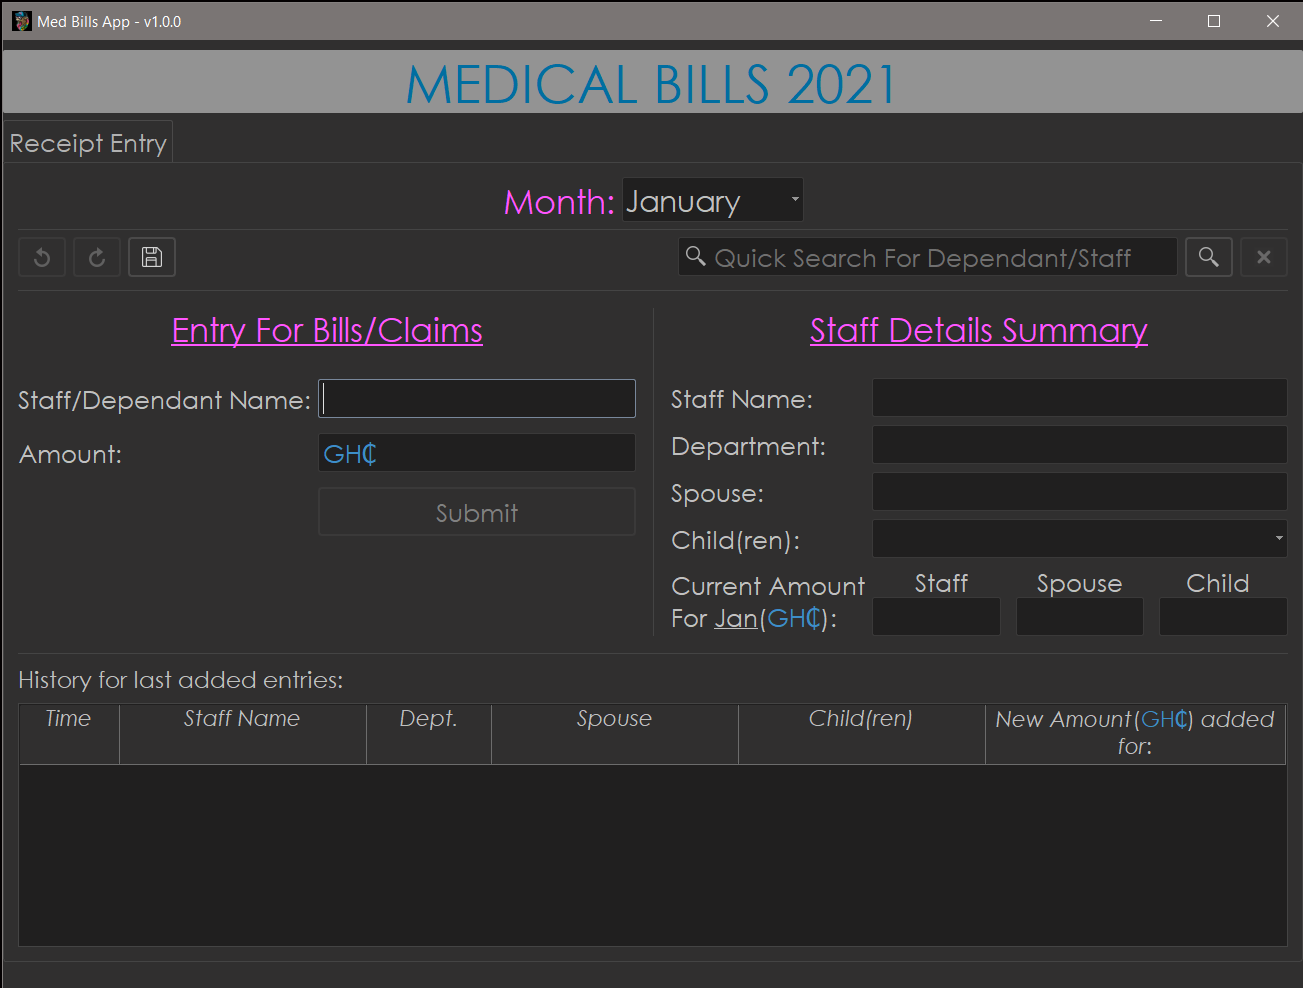 Med Bills App - v1.0.0
MEDICAL BILLS 2021
Receipt Entry
Month: January
Quick Search For Dependant/Staff
Entry For Bills/Claims
Staff/Dependant Name:
Amount: GH₵
Submit
Staff Details Summary
Staff Name:
Department:
Spouse:
Child(ren):
Current Amount
For Jan(GH₵):
Staff Spouse Child
History for last added entries:
Time Staff Name Dept. Spouse Child(ren) New Amount(GH₵) added
for: